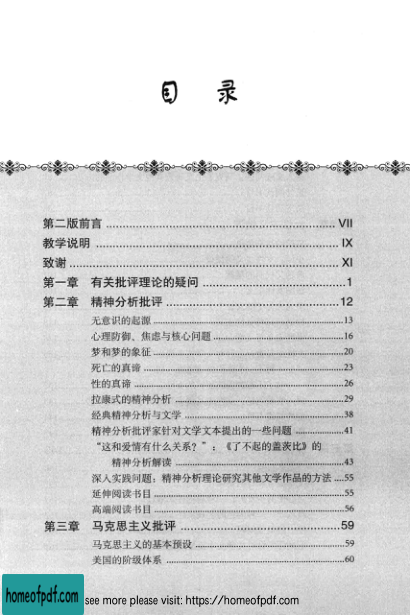 目 录
第二版前言 VII
教学说明 IX
致谢 XI
第一章 有关批评理论的疑问 1
第二章 精神分析批评 12
无意识的起源 13
心理防御、焦虑与核心问题 16
梦和梦的象征 20
死亡的真谛 23
性的真谛 26
拉康式的精神分析 29
经典精神分析与文学 38
精神分析批评家针对文学文本提出的一些问题 41
“这和爱情有什么关系？”：《了不起的盖茨比》的
精神分析解读 43
深入实践问题：精神分析理论研究其他文学作品的方法 55
延伸阅读书目 55
高端阅读书目 56
第三章 马克思主义批评 59
马克思主义的基本预设 59
美国的阶级体系 60
homeofpdf.com
see more please visit: https://homeofpdf.com